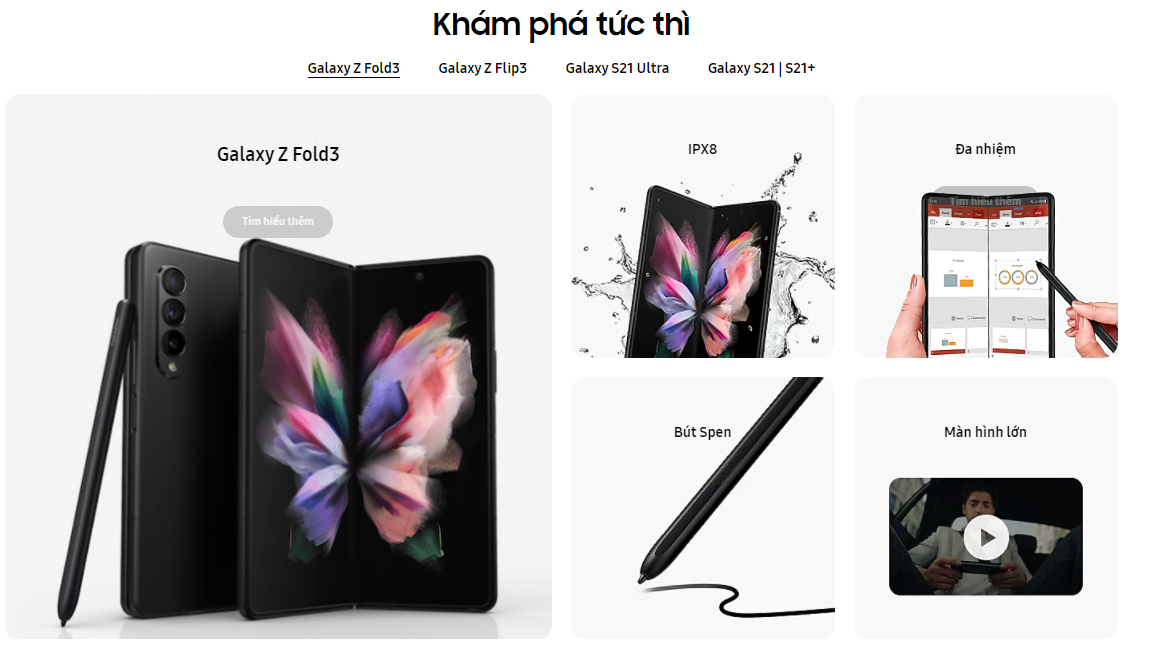 Khám phá tức thì
Galaxy Z Fold3
Galaxy Z Flip3
Galaxy S21 Ultra
Galaxy S21 | S21+
Galaxy Z Fold3
Tìm hiểu thêm
IPX8
Đa nhiệm
Tìm hiểu thêm
Bút Spen
Màn hình lớn